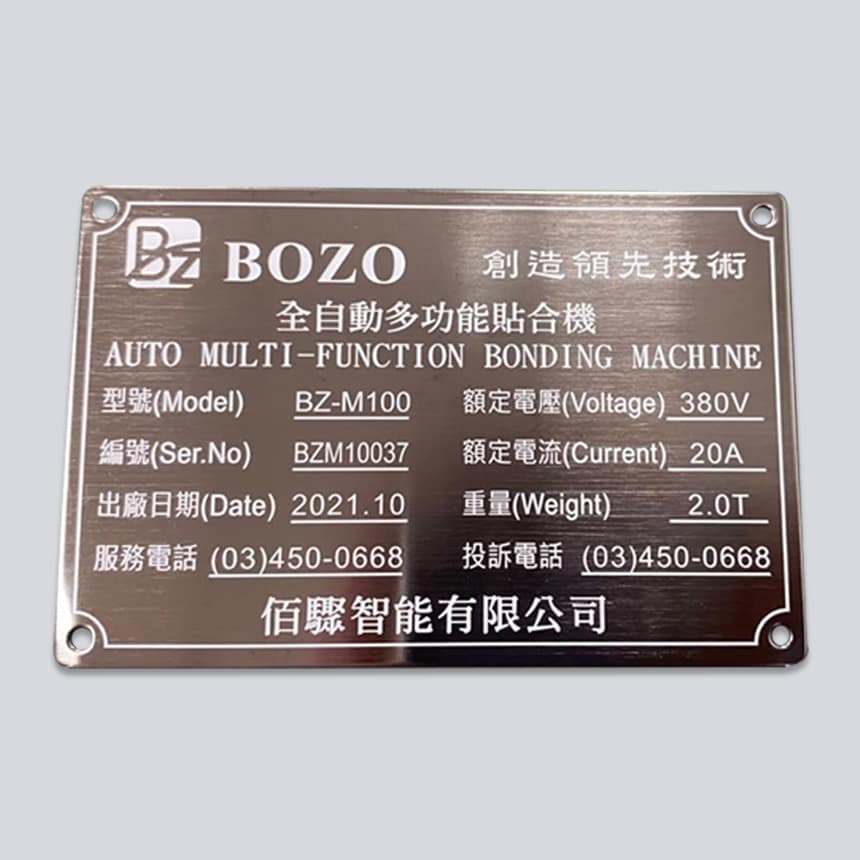 Bz BOZO 創造領先技術
全自動多功能貼合機
AUTO MULTI-FUNCTION BONDING MACHINE
型號(Model) BZ-M100 額定電壓(Voltage) 380V
編號(Ser.No) BZM10037 額定電流(Current) 20A
出廠日期(Date) 2021.10 重量(Weight) 2.0T
服務電話 (03)450-0668 投訴電話 (03)450-0668
佰驟智能有限公司